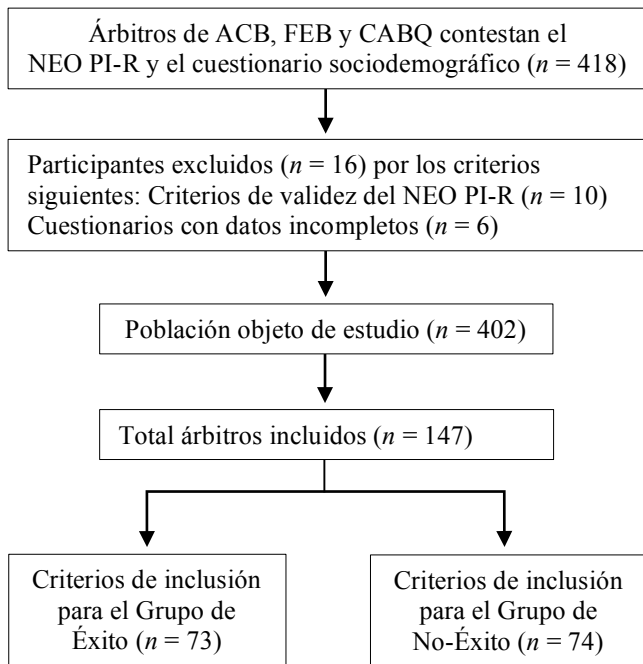 Árbitros de ACB, FEB y CABQ contestan el
NEO PI-R y el cuestionario sociodemográfico (n = 418)
Participantes excluidos (n = 16) por los criterios
siguientes: Criterios de validez del NEO PI-R (n = 10)
Cuestionarios con datos incompletos (n = 6)
Población objeto de estudio (n = 402)
Total árbitros incluidos (n = 147)
Criterios de inclusión
para el Grupo de
Éxito (n = 73)
Criterios de inclusión
para el Grupo de
No-Éxito (n = 74)